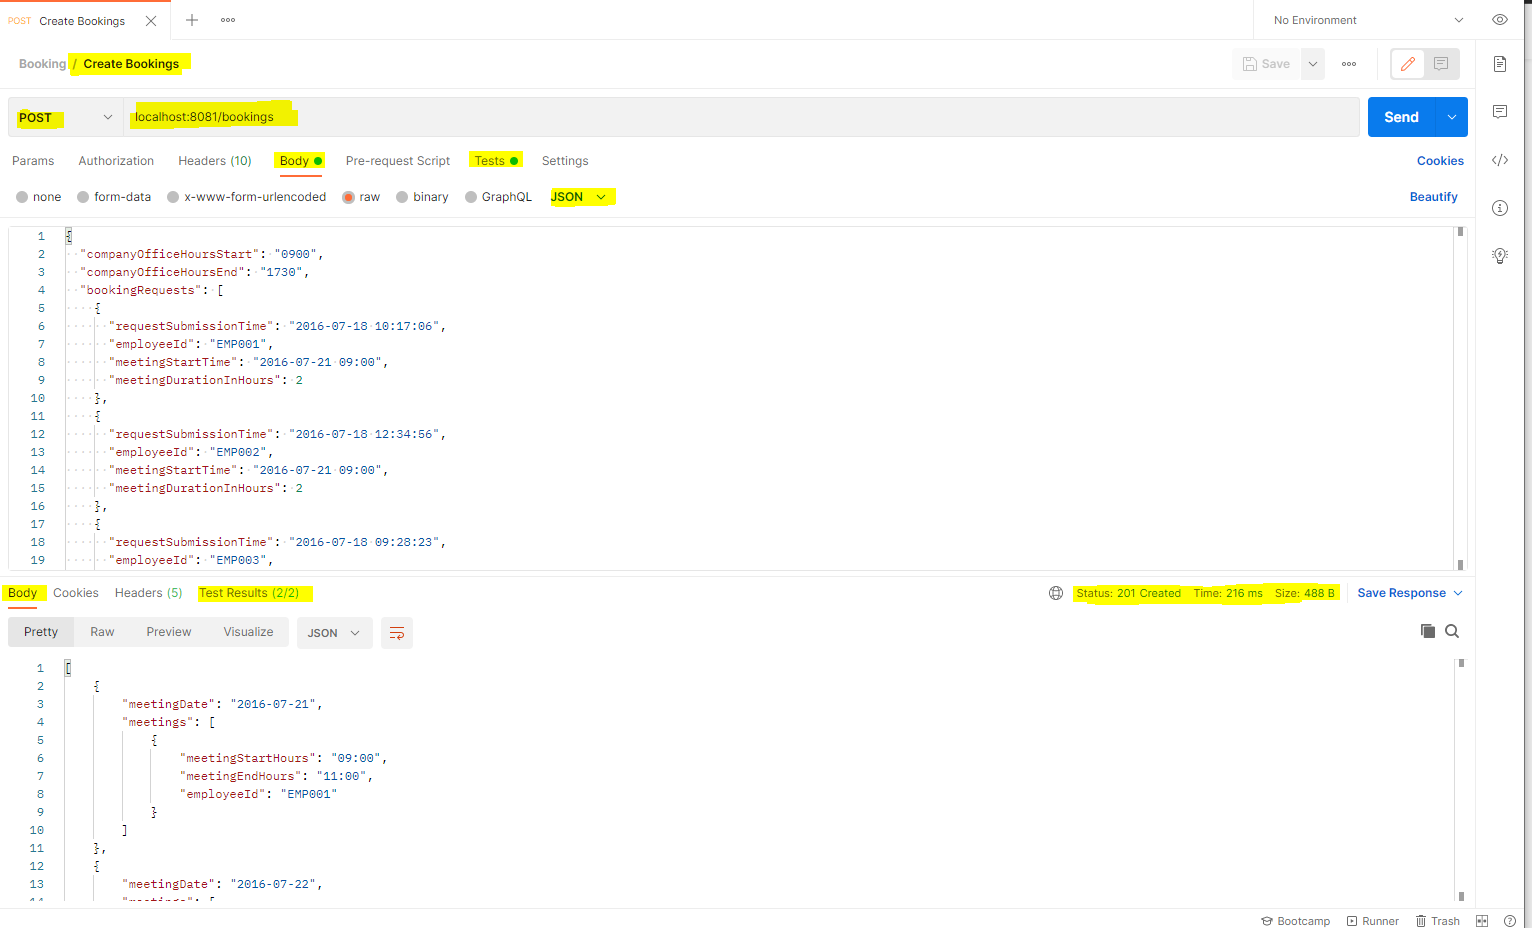 POST Create Bookings
No Environment
Booking / Create Bookings
Save
POST localhost:8081/bookings Send
Params Authorization Headers (10) Body Pre-request Script Tests Settings Cookies
none form-data x-www-form-urlencoded raw binary GraphQL JSON Beautify
1 {
2 "companyOfficeHoursStart": "0900",
3 "companyOfficeHoursEnd": "1730",
4 "bookingRequests": [
5 {
6 "requestSubmissionTime": "2016-07-18 10:17:06",
7 "employeeId": "EMP001",
8 "meetingStartTime": "2016-07-21 09:00",
9 "meetingDurationInHours": 2
10 },
11 {
12 "requestSubmissionTime": "2016-07-18 12:34:56",
13 "employeeId": "EMP002",
14 "meetingStartTime": "2016-07-21 09:00",
15 "meetingDurationInHours": 2
16 },
17 {
18 "requestSubmissionTime": "2016-07-18 09:28:23",
19 "employeeId": "EMP003",
Body Cookies Headers (5) Test Results (2/2) Status: 201 Created Time: 216 ms Size: 488 B Save Response
Pretty Raw Preview Visualize JSON
1 [
2 {
3 "meetingDate": "2016-07-21",
4 "meetings": [
5 {
6 "meetingStartHours": "09:00",
7 "meetingEndHours": "11:00",
8 "employeeId": "EMP001"
9 }
10 ]
11 },
12 {
13 "meetingDate": "2016-07-22",
Bootcamp Runner Trash